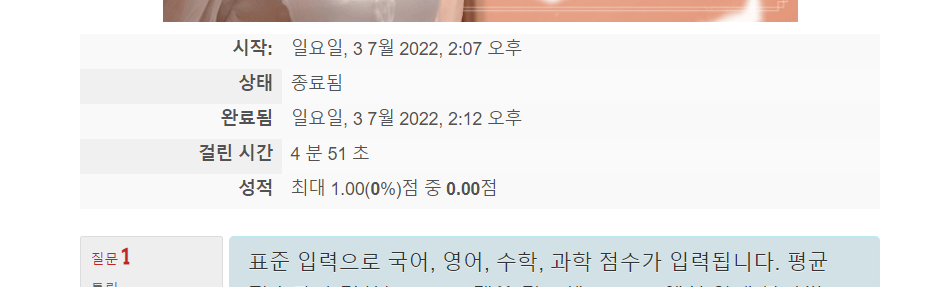 시작: 일요일, 3 7월 2022, 2:07 오후
상태 종료됨
완료됨 일요일, 3 7월 2022, 2:12 오후
걸린 시간 4 분 51 초
성적 최대 1.00(0%)점 중 0.00점
질문 1
표준 입력으로 국어, 영어, 수학, 과학 점수가 입력됩니다. 평균